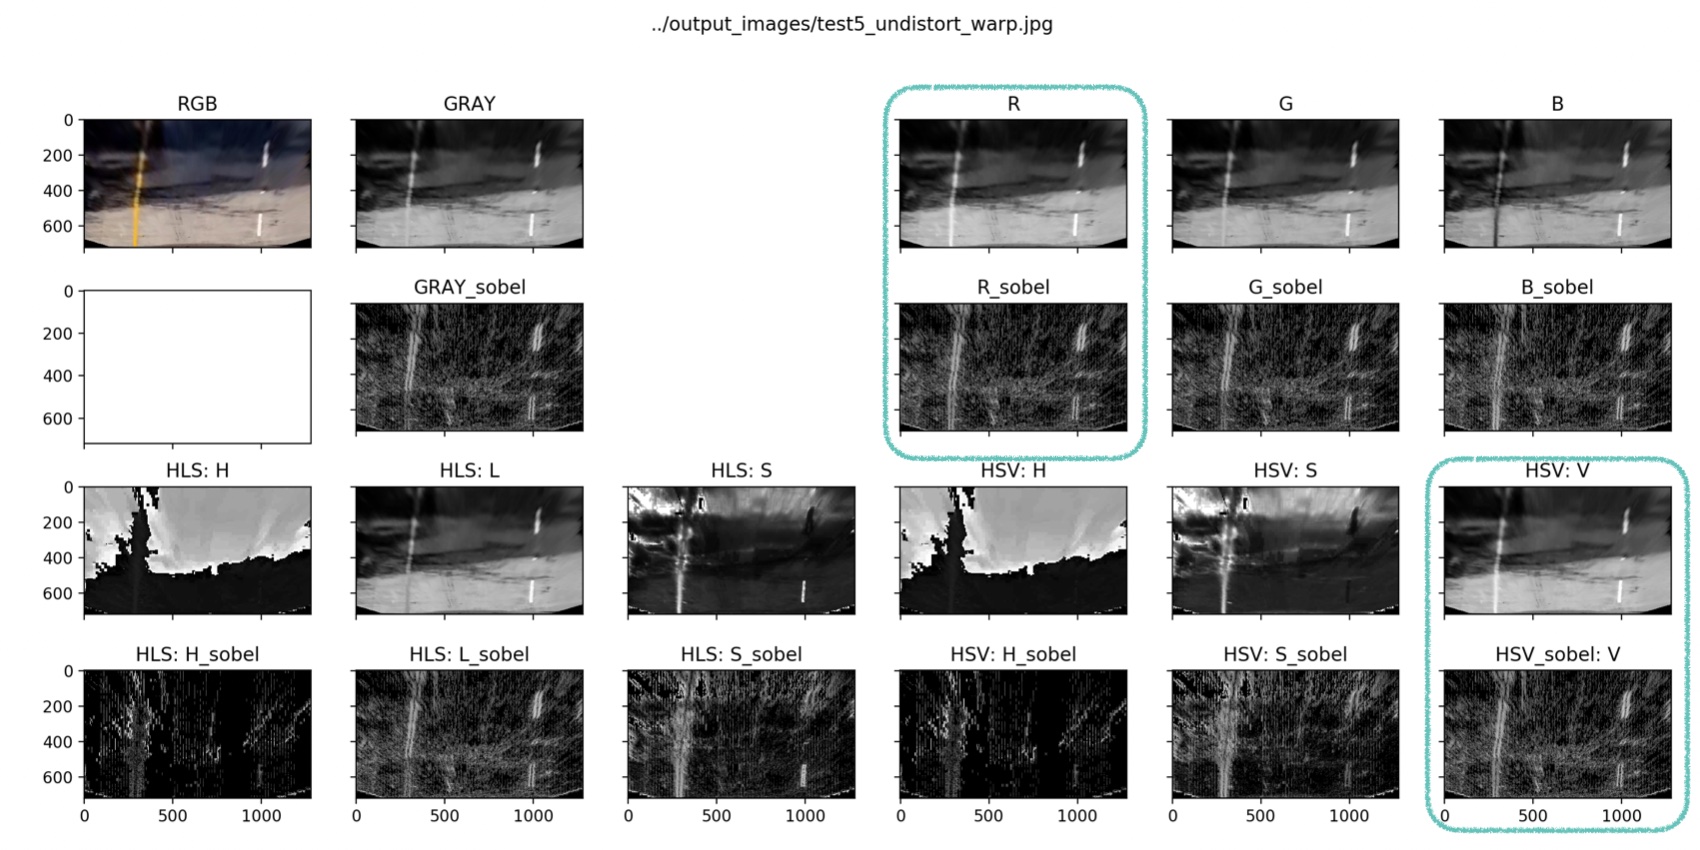 ../output_images/test5_undistort_warp.jpg
RGB GRAY R G B
0
200
400
600
GRAY_sobel R_sobel G_sobel B_sobel
0
200
400
600
HLS: H HLS: L HLS: S HSV: H HSV: S HSV: V
0
200
400
600
HLS: H_sobel HLS: L_sobel HLS: S_sobel HSV: H_sobel HSV: S_sobel HSV_sobel: V
0
200
400
600
0 500 1000 0 500 1000 0 500 1000 0 500 1000 0 500 1000 0 500 1000